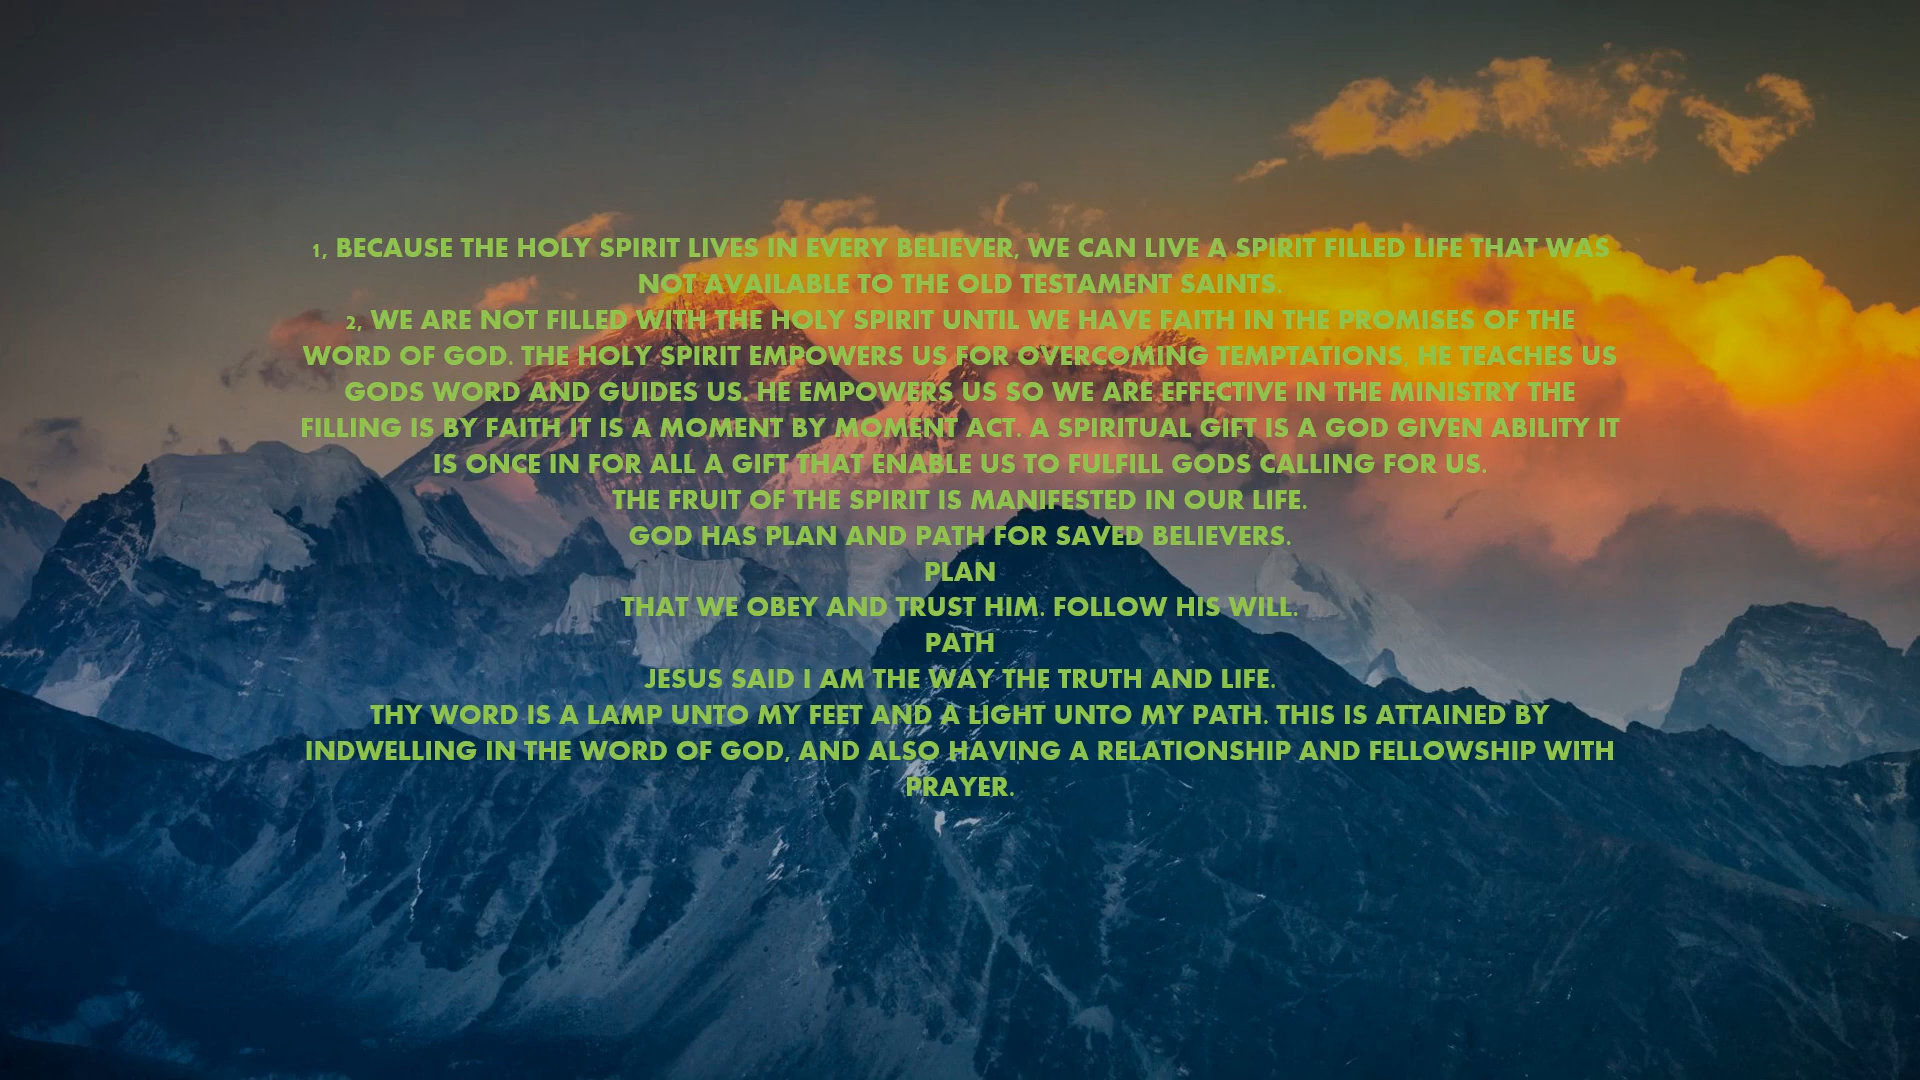 1, BECAUSE THE HOLY SPIRIT LIVES IN EVERY BELIEVER, WE CAN LIVE A SPIRIT FILLED LIFE THAT WAS
NOT AVAILABLE TO THE OLD TESTAMENT SAINTS.
2, WE ARE NOT FILLED WITH THE HOLY SPIRIT UNTIL WE HAVE FAITH IN THE PROMISES OF THE
WORD OF GOD. THE HOLY SPIRIT EMPOWERS US FOR OVERCOMING TEMPTATIONS, HE TEACHES US
GODS WORD AND GUIDES US. HE EMPOWERS US SO WE ARE EFFECTIVE IN THE MINISTRY THE
FILLING IS BY FAITH IT IS A MOMENT BY MOMENT ACT. A SPIRITUAL GIFT IS A GOD GIVEN ABILITY IT
IS ONCE IN FOR ALL A GIFT THAT ENABLE US TO FULFILL GODS CALLING FOR US.
THE FRUIT OF THE SPIRIT IS MANIFESTED IN OUR LIFE.
GOD HAS PLAN AND PATH FOR SAVED BELIEVERS.
PLAN
THAT WE OBEY AND TRUST HIM. FOLLOW HIS WILL.
PATH
JESUS SAID I AM THE WAY THE TRUTH AND LIFE.
THY WORD IS A LAMP UNTO MY FEET AND A LIGHT UNTO MY PATH. THIS IS ATTAINED BY
INDWELLING IN THE WORD OF GOD, AND ALSO HAVING A RELATIONSHIP AND FELLOWSHIP WITH
PRAYER.